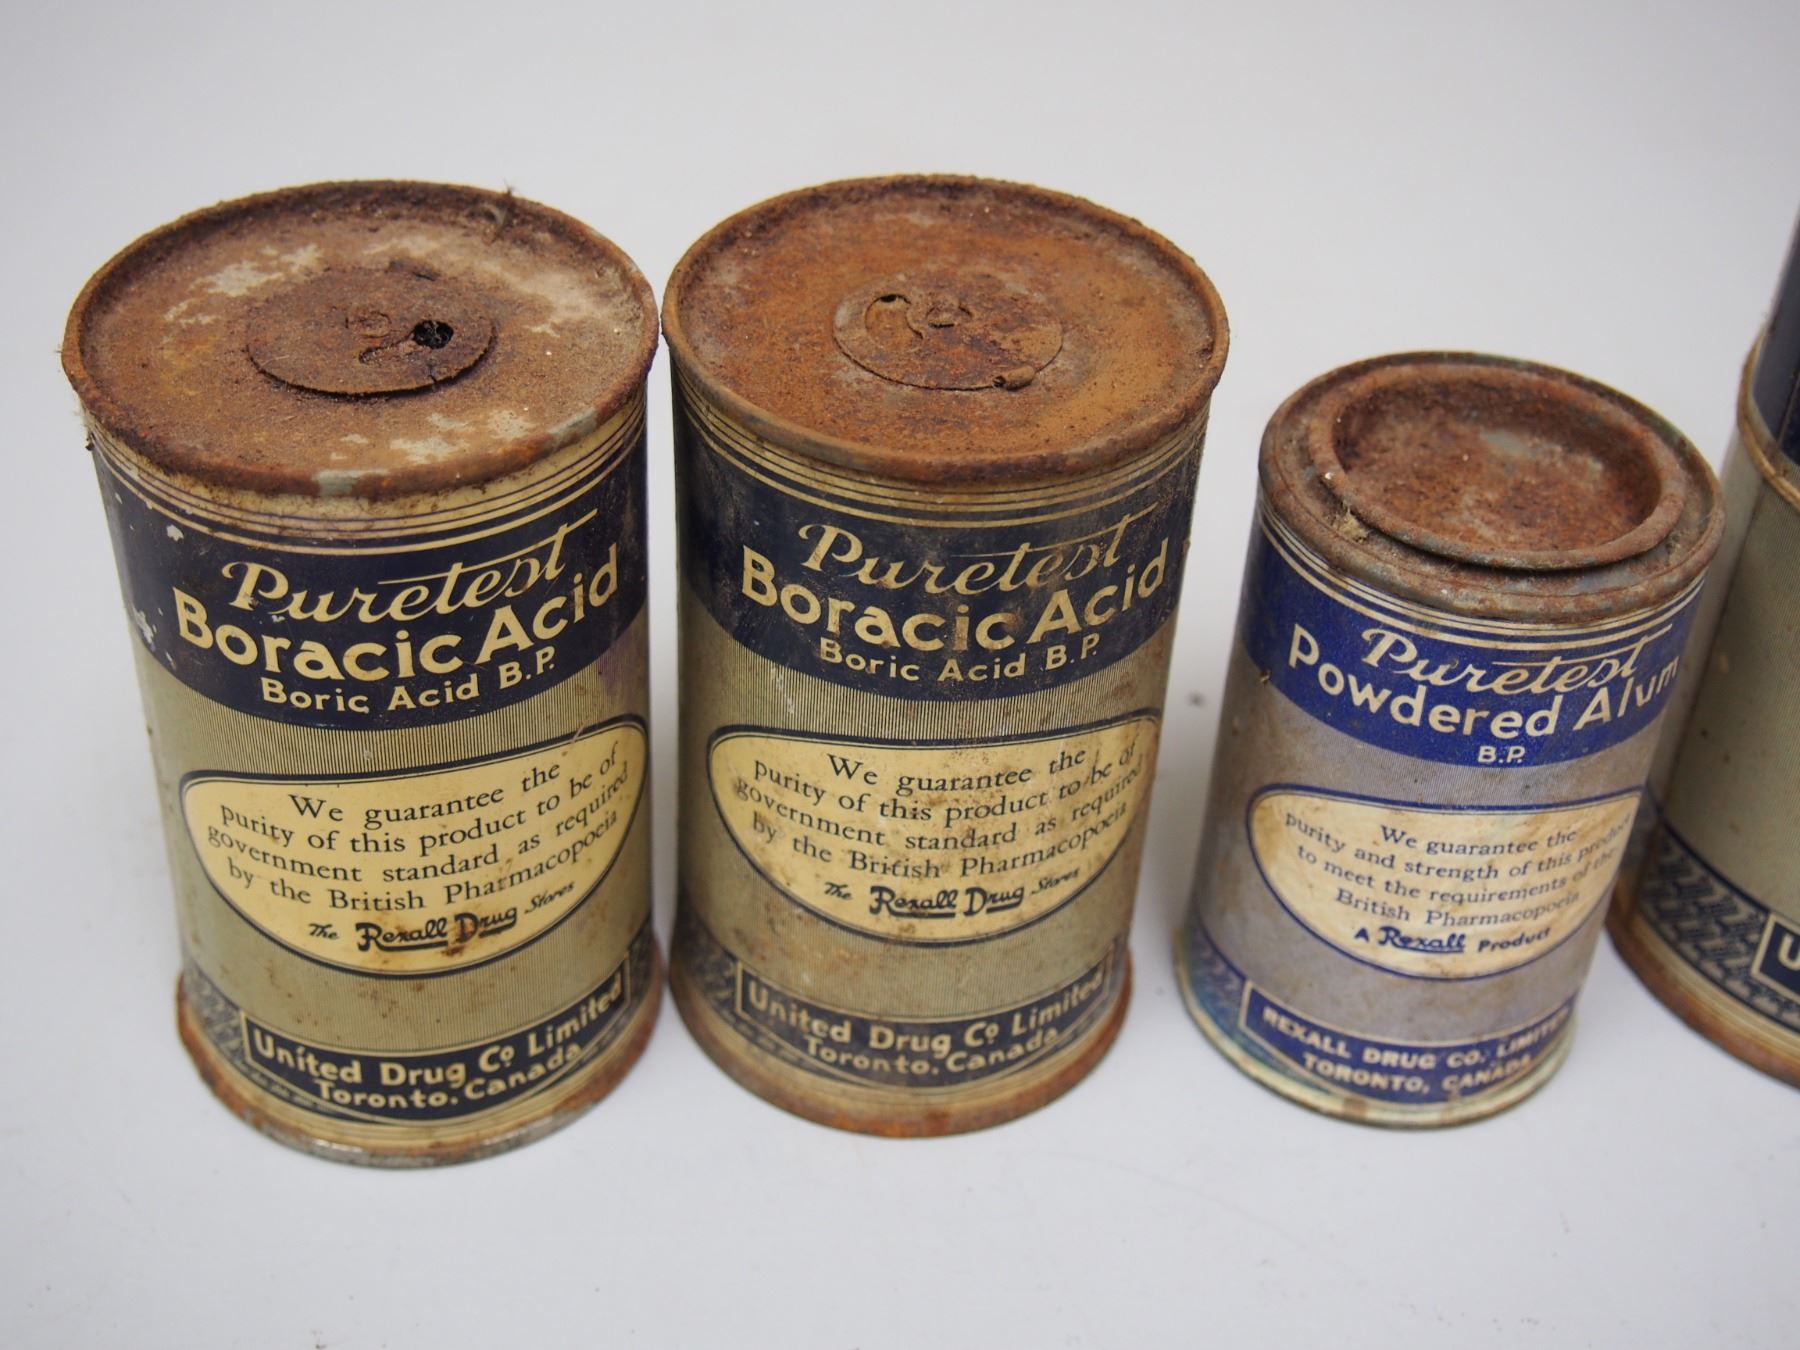 Puretest
Boracic Acid
Boric Acid B.P.
We guarantee the
purity of this product to be of
government standard as required
by the British Pharmacopoeia
The Rexall Drug Stores
United Drug Co. Limited
Toronto. Canada
Puretest
Boracic Acid
Boric Acid B.P.
We guarantee the
purity of this product to be of
government standard as required
by the British Pharmacopoeia
The Rexall Drug Stores
United Drug Co. Limited
Toronto. Canada
Puretest
Powdered Alum
B.P.
We guarantee the
purity and strength of this product
to meet the requirements of the
British Pharmacopoeia
A Rexall Product
REXALL DRUG CO. LIMITED
TORONTO, CANADA
U